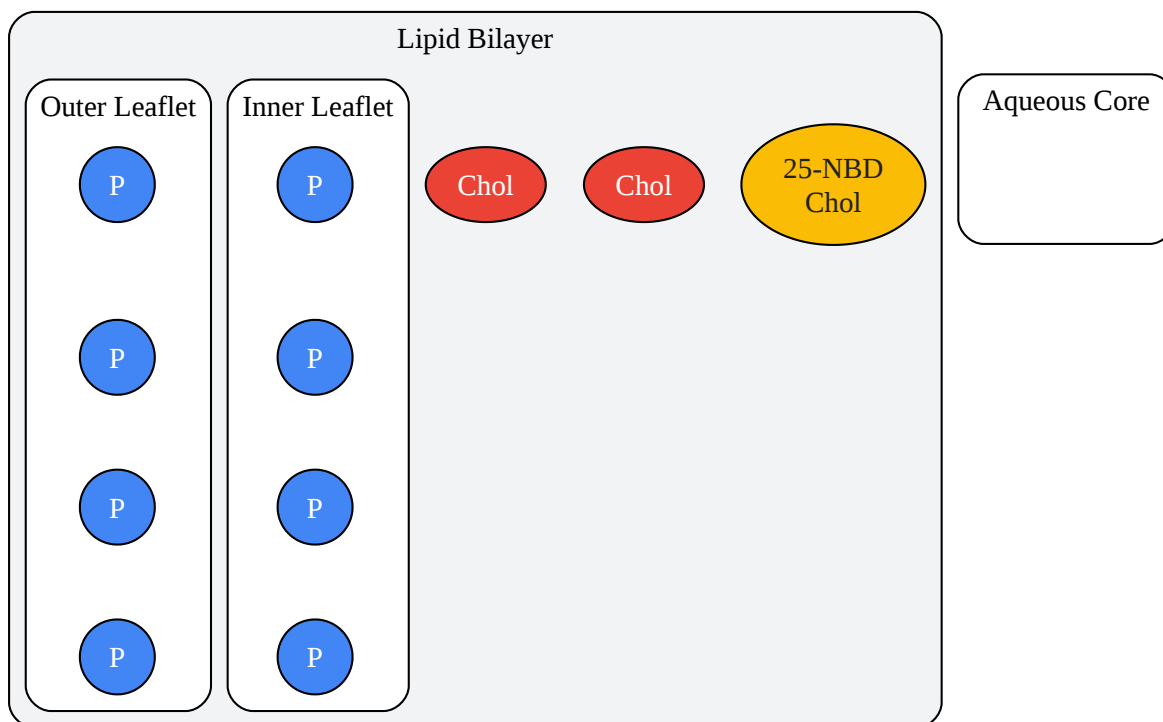 Lipid Bilayer
Outer Leaflet
Inner Leaflet
Aqueous Core
P
P
Chol
Chol
25-NBD
Chol
P
P
P
P
P
P